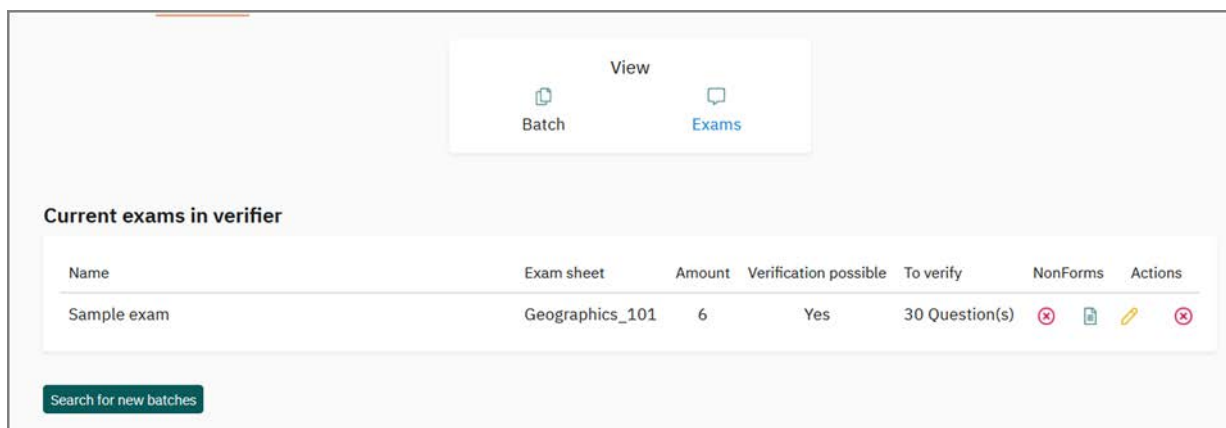 View
Batch Exams
Current exams in verifier
Name Exam sheet Amount Verification possible To verify NonForms Actions
Sample exam Geographics_101 6 Yes 30 Question(s)
Search for new batches